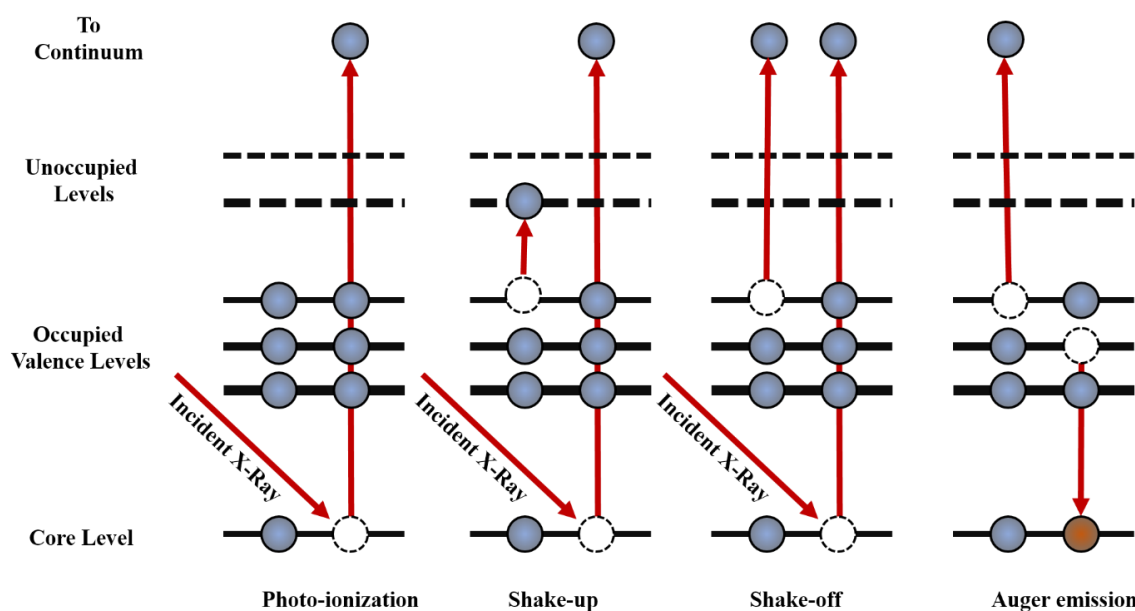 To
Continuum
Unoccupied
Levels
Occupied
Valence Levels
Incident X-Ray
Incident X-Ray
Incident X-Ray
Core Level
Photo-ionization
Shake-up
Shake-off
Auger emission